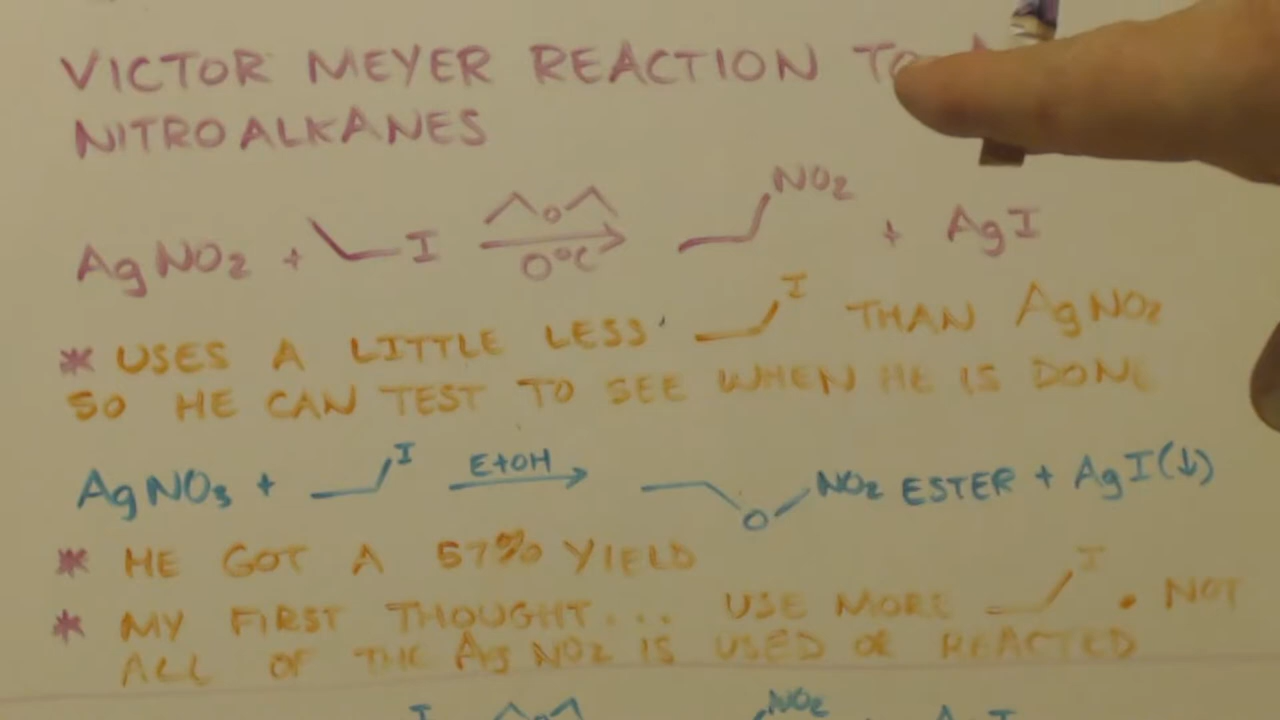 VICTOR MEYER REACTION TO
NITROALKANES
AgNO2 + I O 0°C NO2 + AgI
* USES A LITTLE LESS I THAN AgNO2
SO HE CAN TEST TO SEE WHEN HE IS DONE
AgNO3 + I EtOH O NO2 ESTER + AgI(↓)
* HE GOT A 57% YIELD
* MY FIRST THOUGHT... USE MORE I . NOT
ALL OF THE AgNO2 IS USED OR REACTED
I O NO2